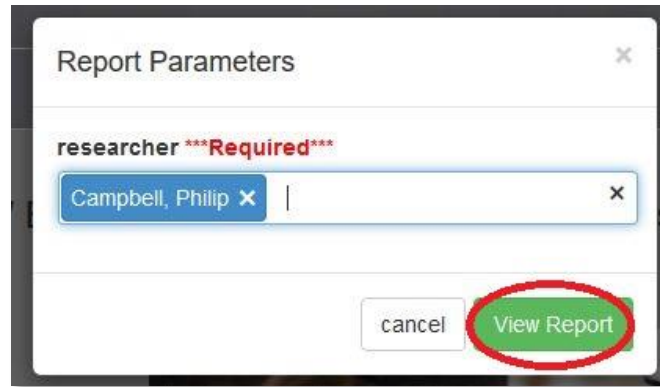 Report Parameters ×
researcher ***Required***
Campbell, Philip × ×
cancel View Report